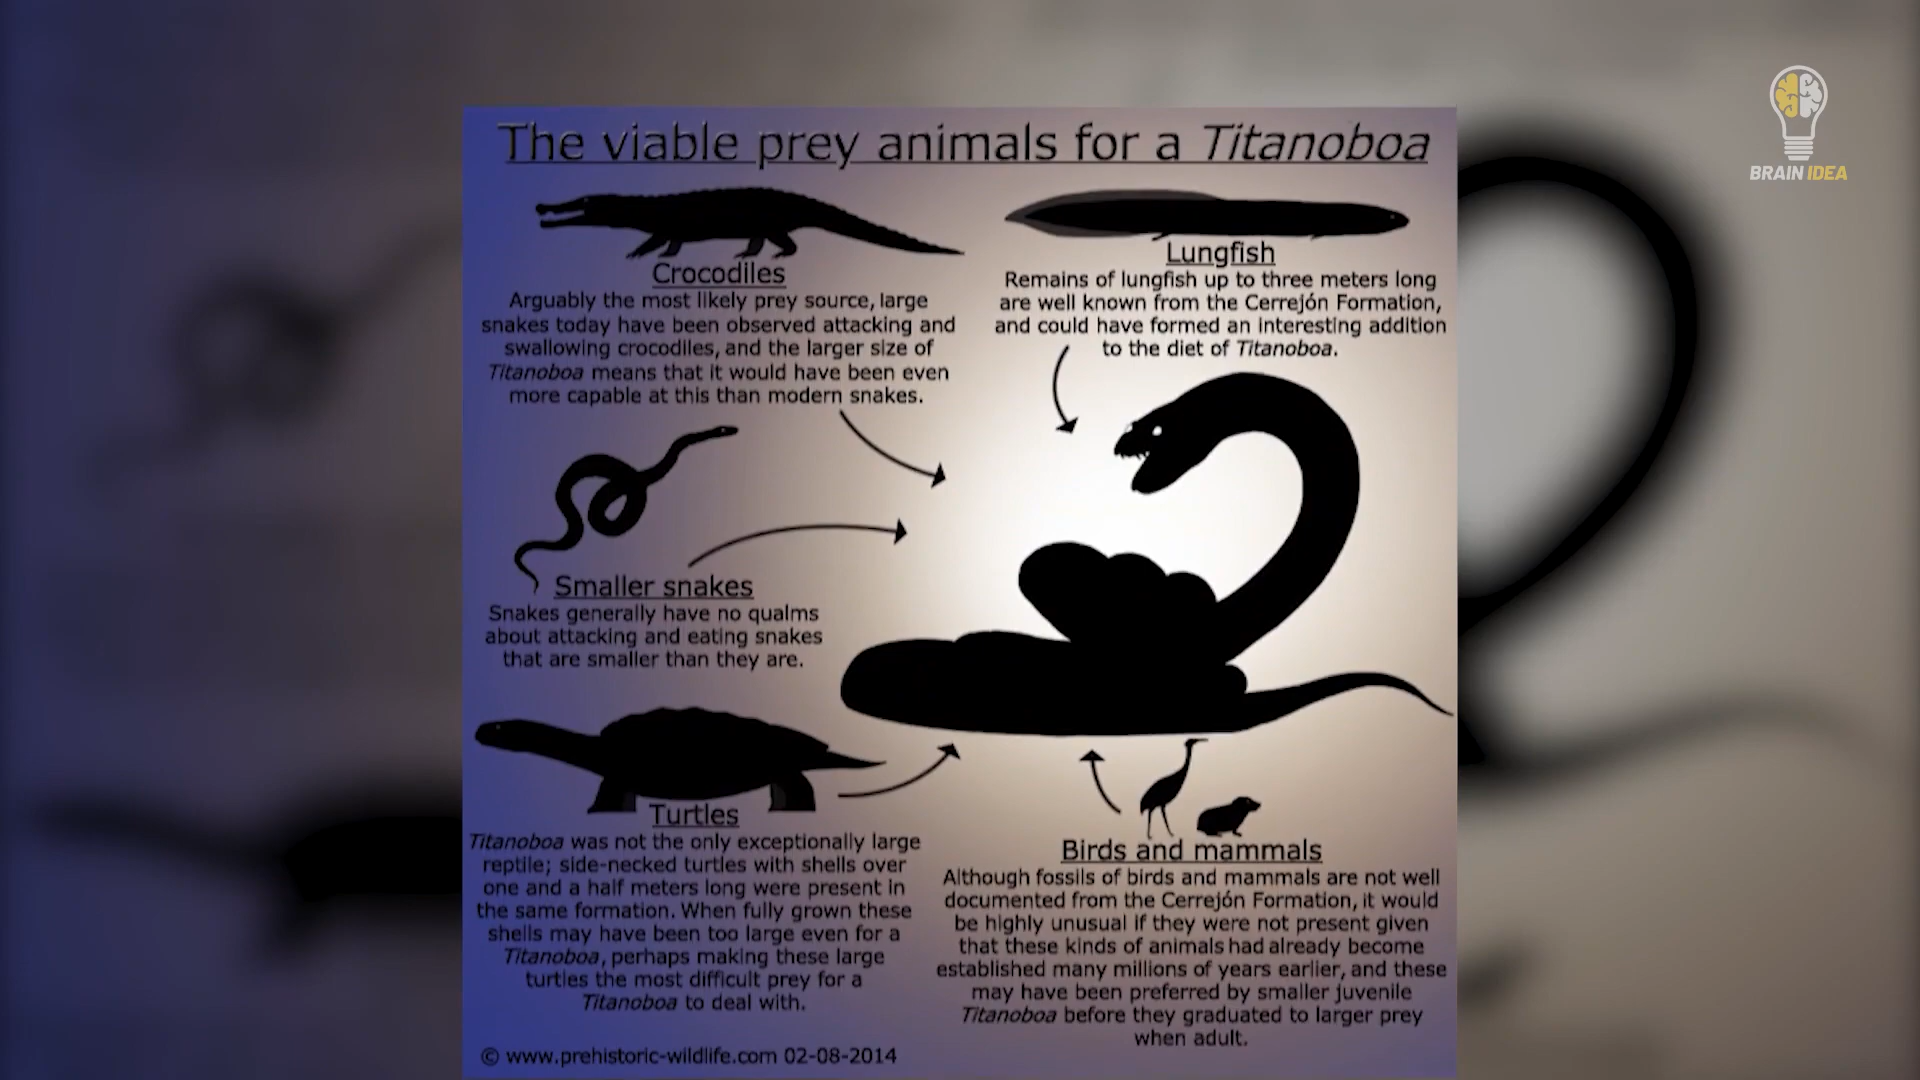 The viable prey animals for a Titanoboa
Crocodiles
Arguably the most likely prey source, large
snakes today have been observed attacking and
swallowing crocodiles, and the larger size of
Titanoboa means that it would have been even
more capable at this than modern snakes.
Lungfish
Remains of lungfish up to three meters long
are well known from the Cerrejón Formation,
and could have formed an interesting addition
to the diet of Titanoboa.
Smaller snakes
Snakes generally have no qualms
about attacking and eating snakes
that are smaller than they are.
Turtles
Titanoboa was not the only exceptionally large
reptile; side-necked turtles with shells over
one and a half meters long were present in
the same formation. When fully grown these
shells may have been too large even for a
Titanoboa, perhaps making these large
turtles the most difficult prey for a
Titanoboa to deal with.
Birds and mammals
Although fossils of birds and mammals are not well
documented from the Cerrejón Formation, it would
be highly unusual if they were not present given
that these kinds of animals had already become
established many millions of years earlier, and these
may have been preferred by smaller juvenile
Titanoboa before they graduated to larger prey
when adult.
© www.prehistoric-wildlife.com 02-08-2014
BRAIN IDEA